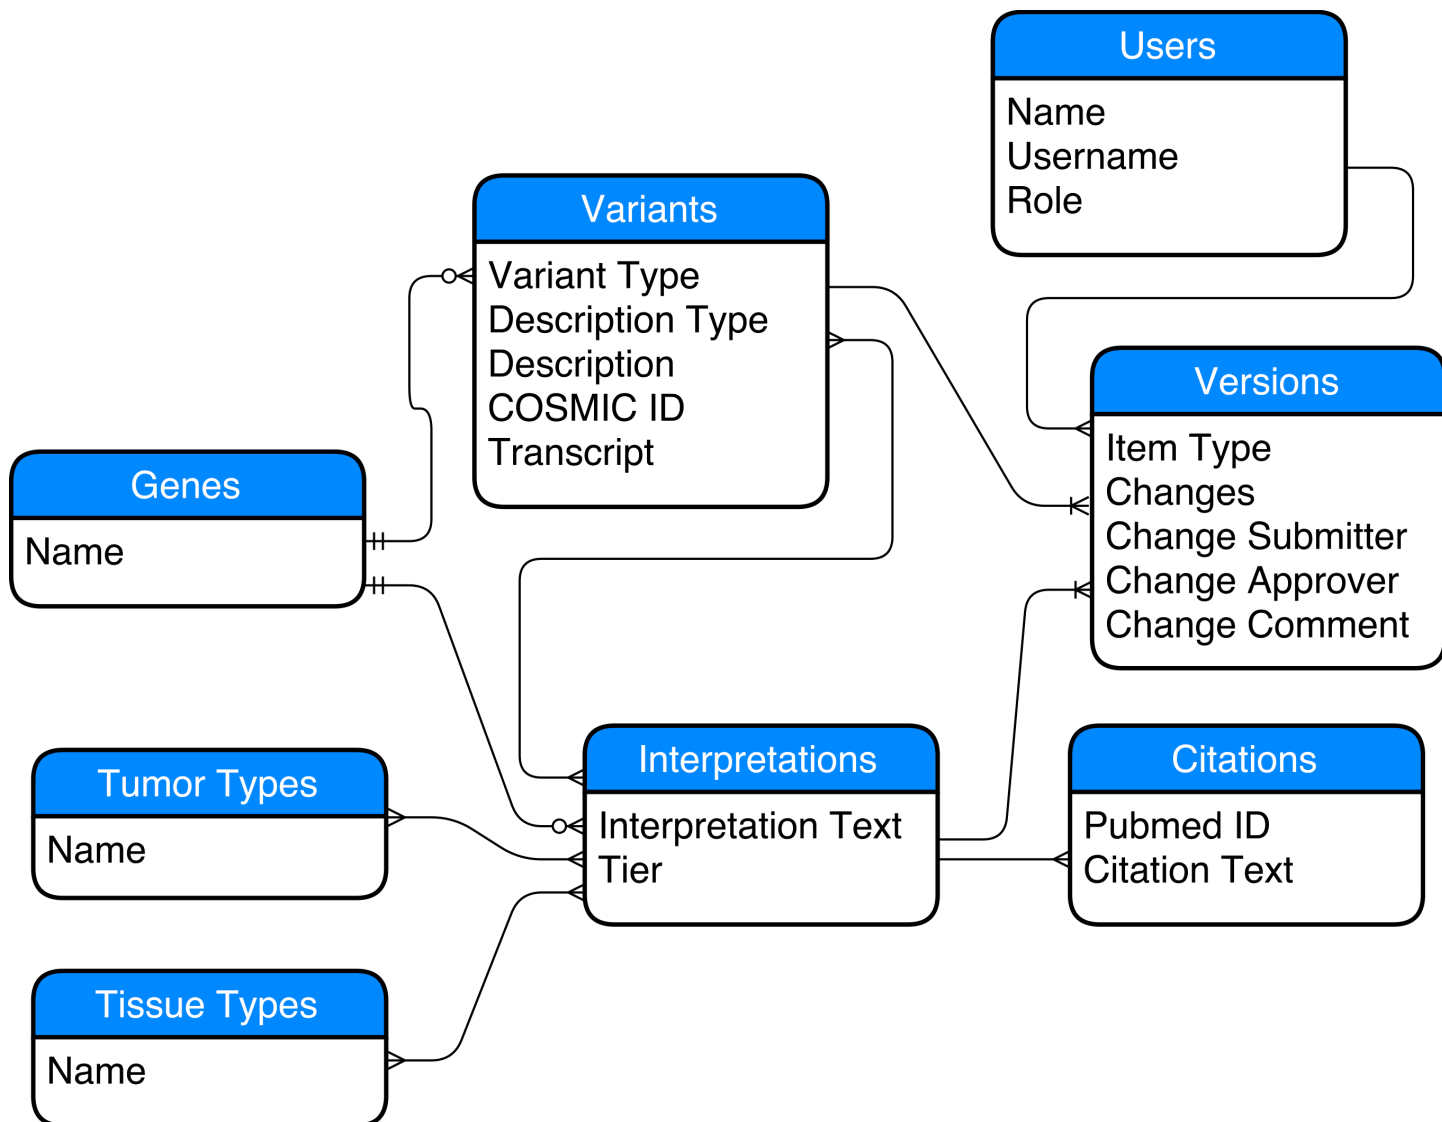 Users
Name
Username
Role
Variants
Variant Type
Description Type
Description
COSMIC ID
Transcript
Versions
Item Type
Changes
Change Submitter
Change Approver
Change Comment
Genes
Name
Tumor Types
Name
Interpretations
Interpretation Text
Tier
Citations
Pubmed ID
Citation Text
Tissue Types
Name